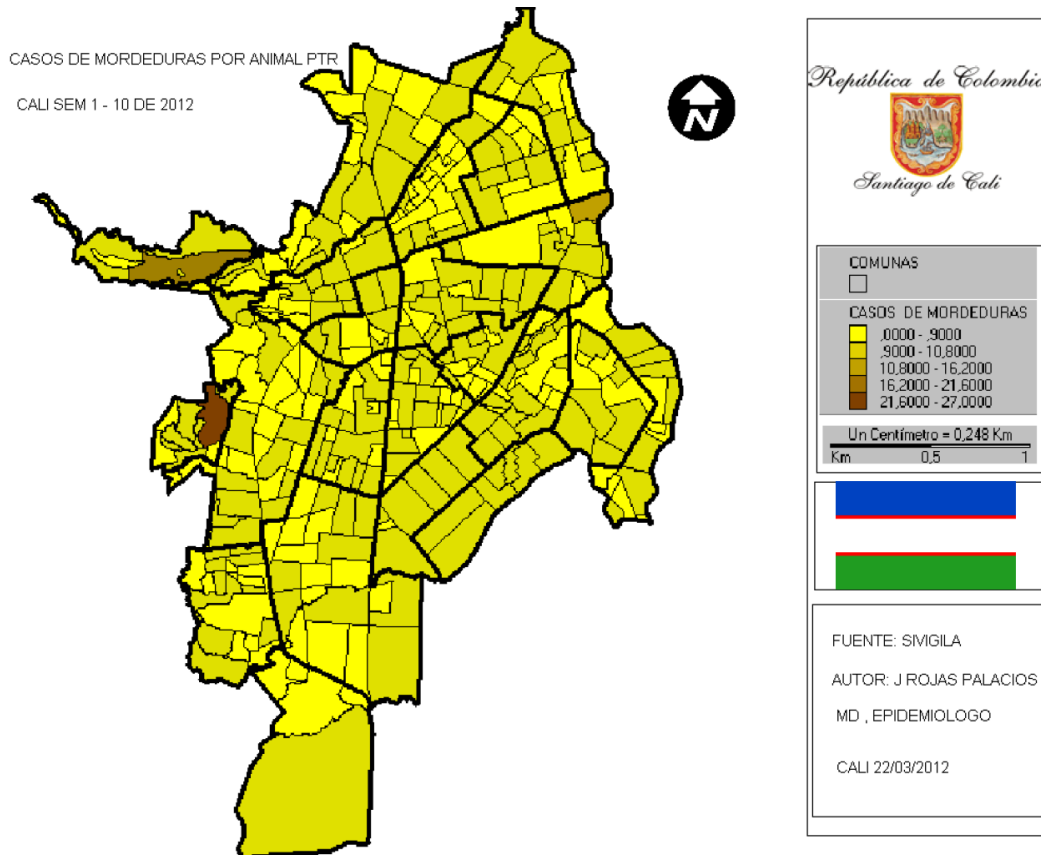 CASOS DE MORDEDURAS POR ANIMAL PTR
CALI SEM 1 - 10 DE 2012
N
República de Colombia
Santiago de Cali
COMUNAS
CASOS DE MORDEDURAS
,0000 - ,9000
,9000 - 10,8000
10,8000 - 16,2000
16,2000 - 21,6000
21,6000 - 27,0000
Un Centímetro = 0,248 Km
Km 0,5 1
FUENTE: SIVIGILA
AUTOR: J ROJAS PALACIOS
MD , EPIDEMIOLOGO
CALI 22/03/2012